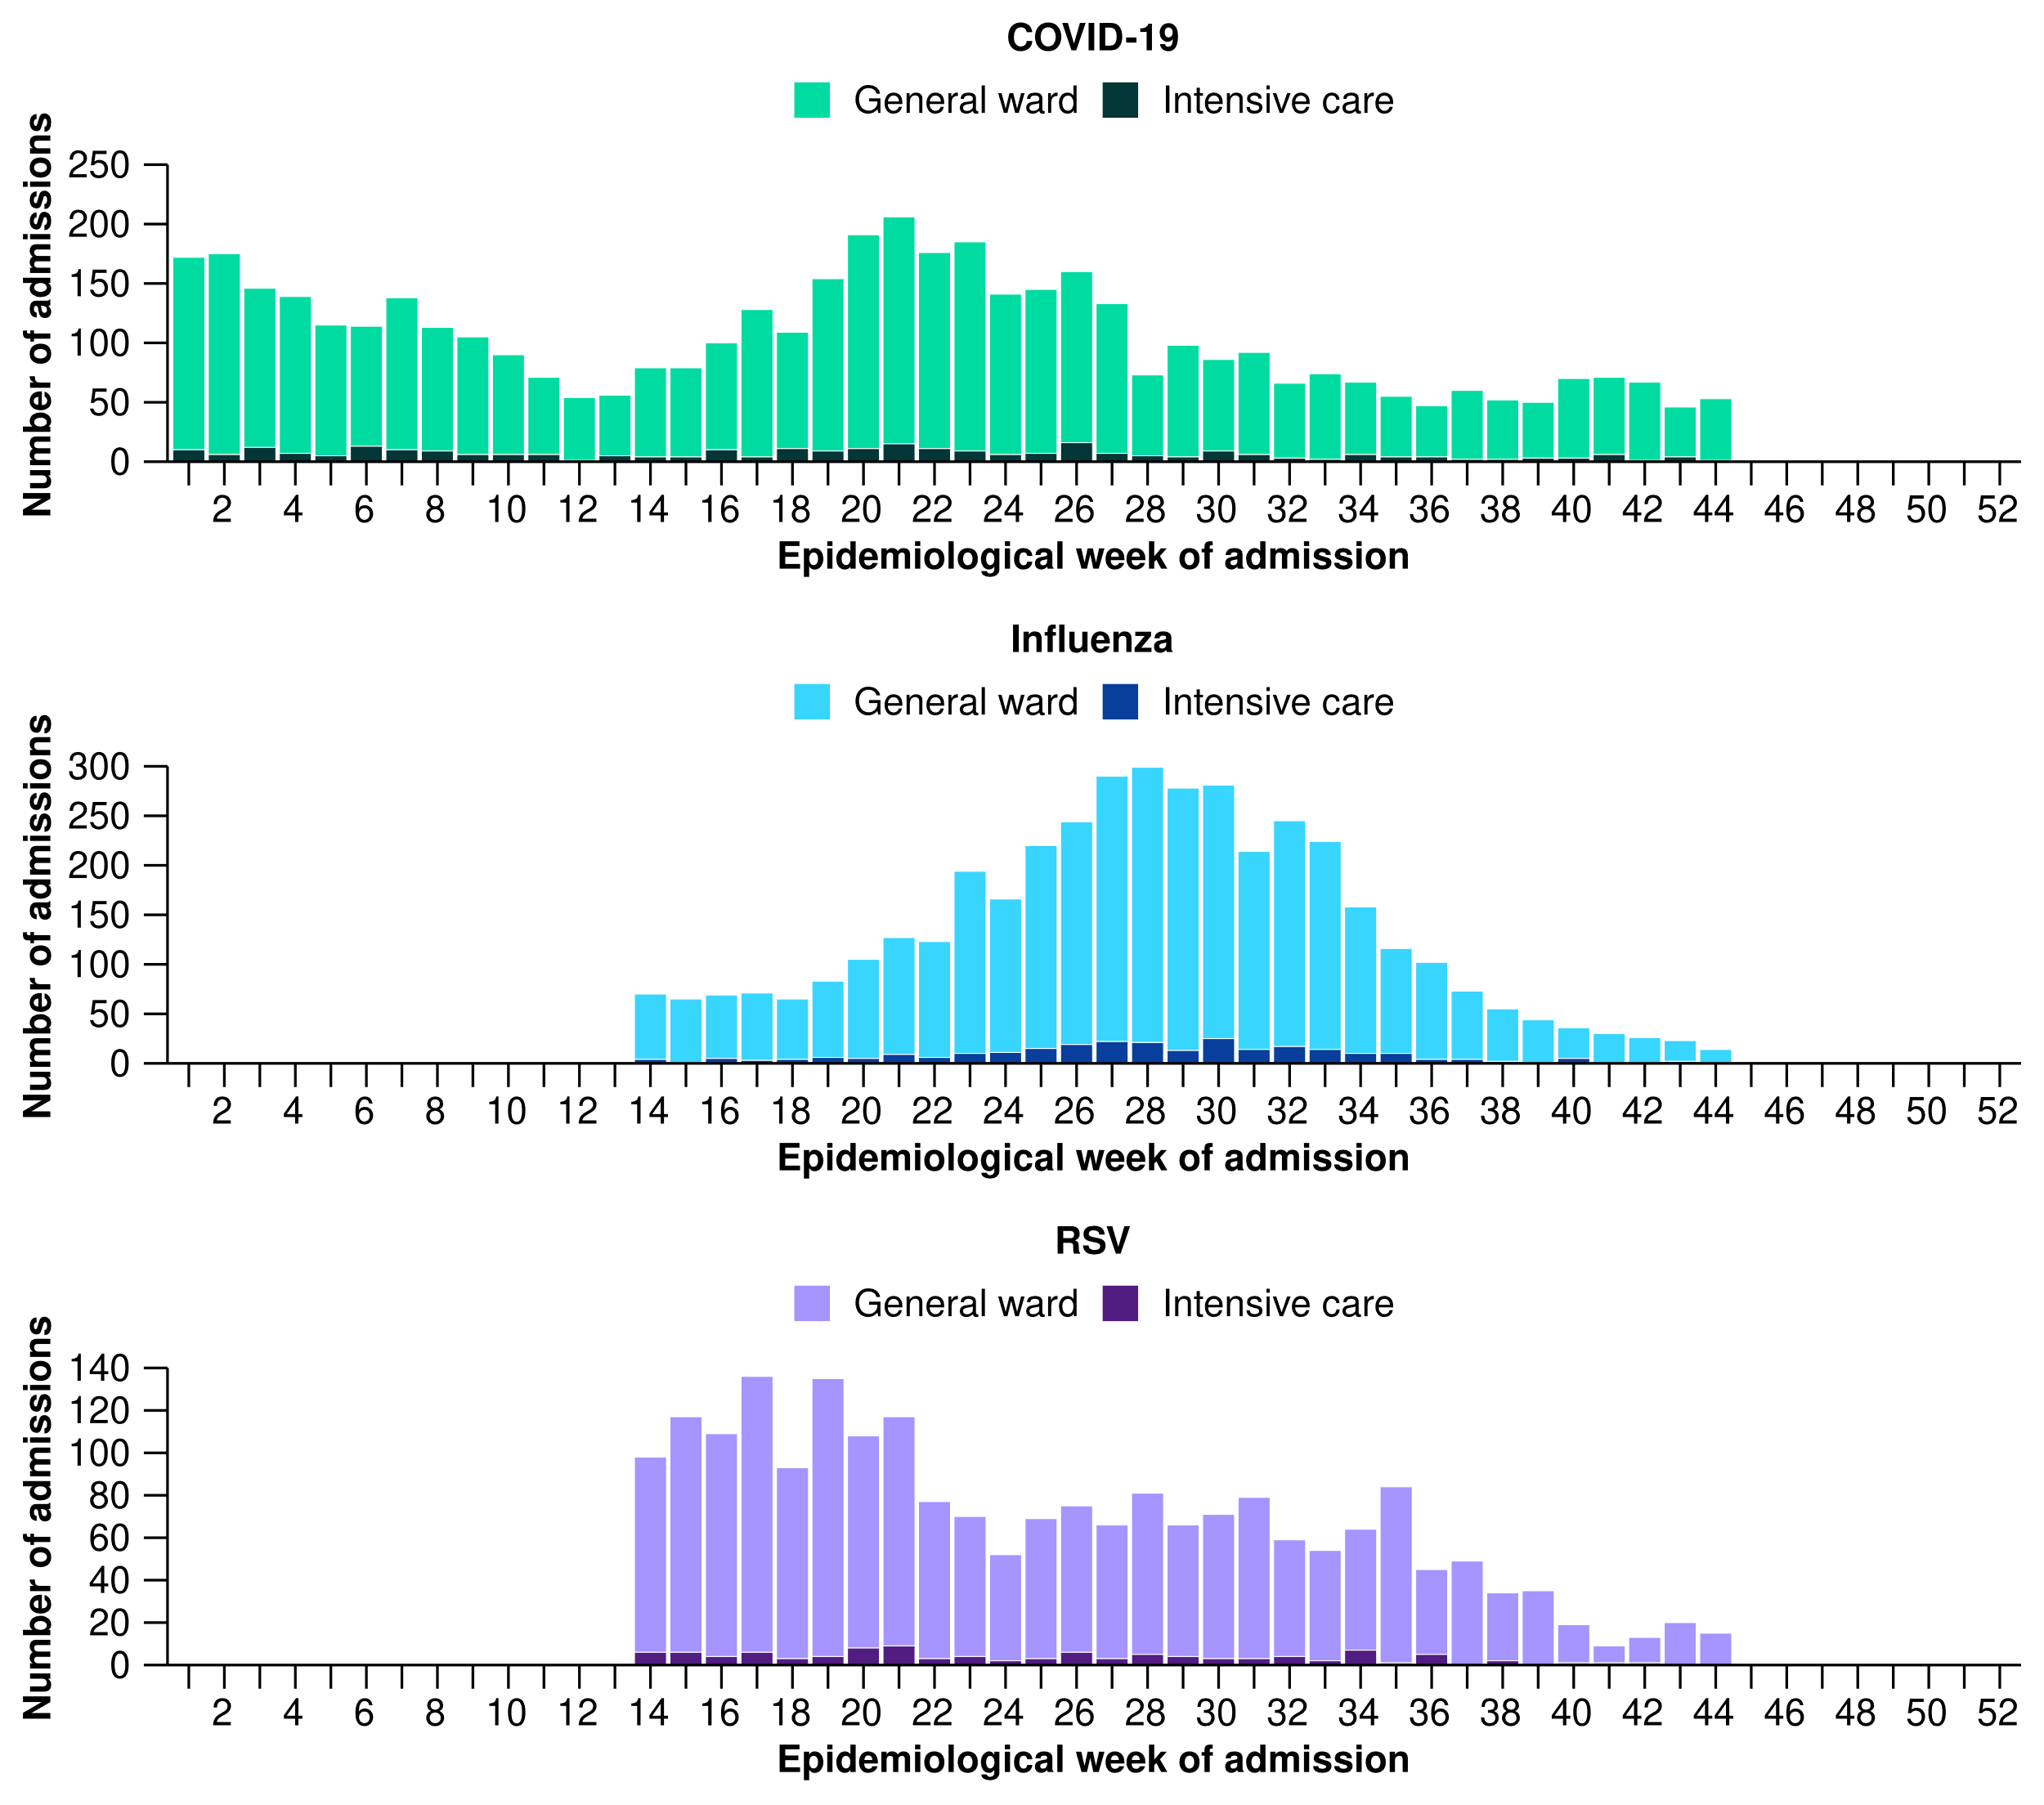 COVID-19
General ward Intensive care
Number of admissions
250
200
150
100
50
0
2 4 6 8 10 12 14 16 18 20 22 24 26 28 30 32 34 36 38 40 42 44 46 48 50 52
Epidemiological week of admission
Influenza
General ward Intensive care
Number of admissions
300
250
200
150
100
50
0
2 4 6 8 10 12 14 16 18 20 22 24 26 28 30 32 34 36 38 40 42 44 46 48 50 52
Epidemiological week of admission
RSV
General ward Intensive care
Number of admissions
140
120
100
80
60
40
20
0
2 4 6 8 10 12 14 16 18 20 22 24 26 28 30 32 34 36 38 40 42 44 46 48 50 52
Epidemiological week of admission